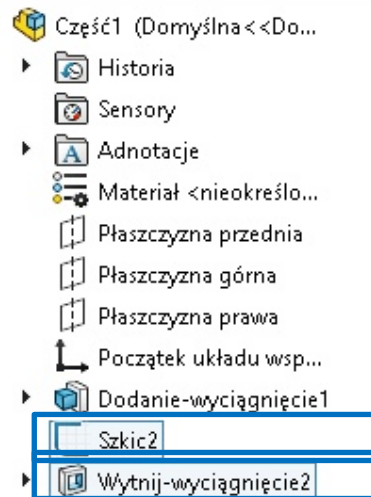 Część1 (Domyślna<<Do...
Historia
Sensory
Adnotacje
Materiał <nieokreślo...
Płaszczyzna przednia
Płaszczyzna górna
Płaszczyzna prawa
Początek układu wsp...
Dodanie-wyciągnięcie1
Szkic2
Wytnij-wyciągnięcie2